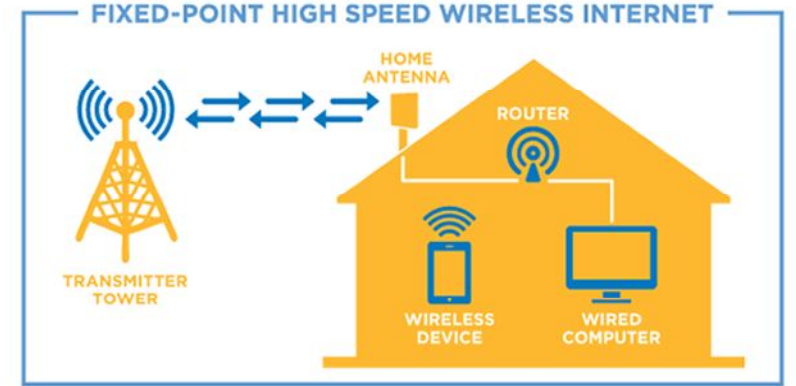 FIXED-POINT HIGH SPEED WIRELESS INTERNET
HOME
ANTENNA
ROUTER
TRANSMITTER
TOWER
WIRELESS
DEVICE
WIRED
COMPUTER